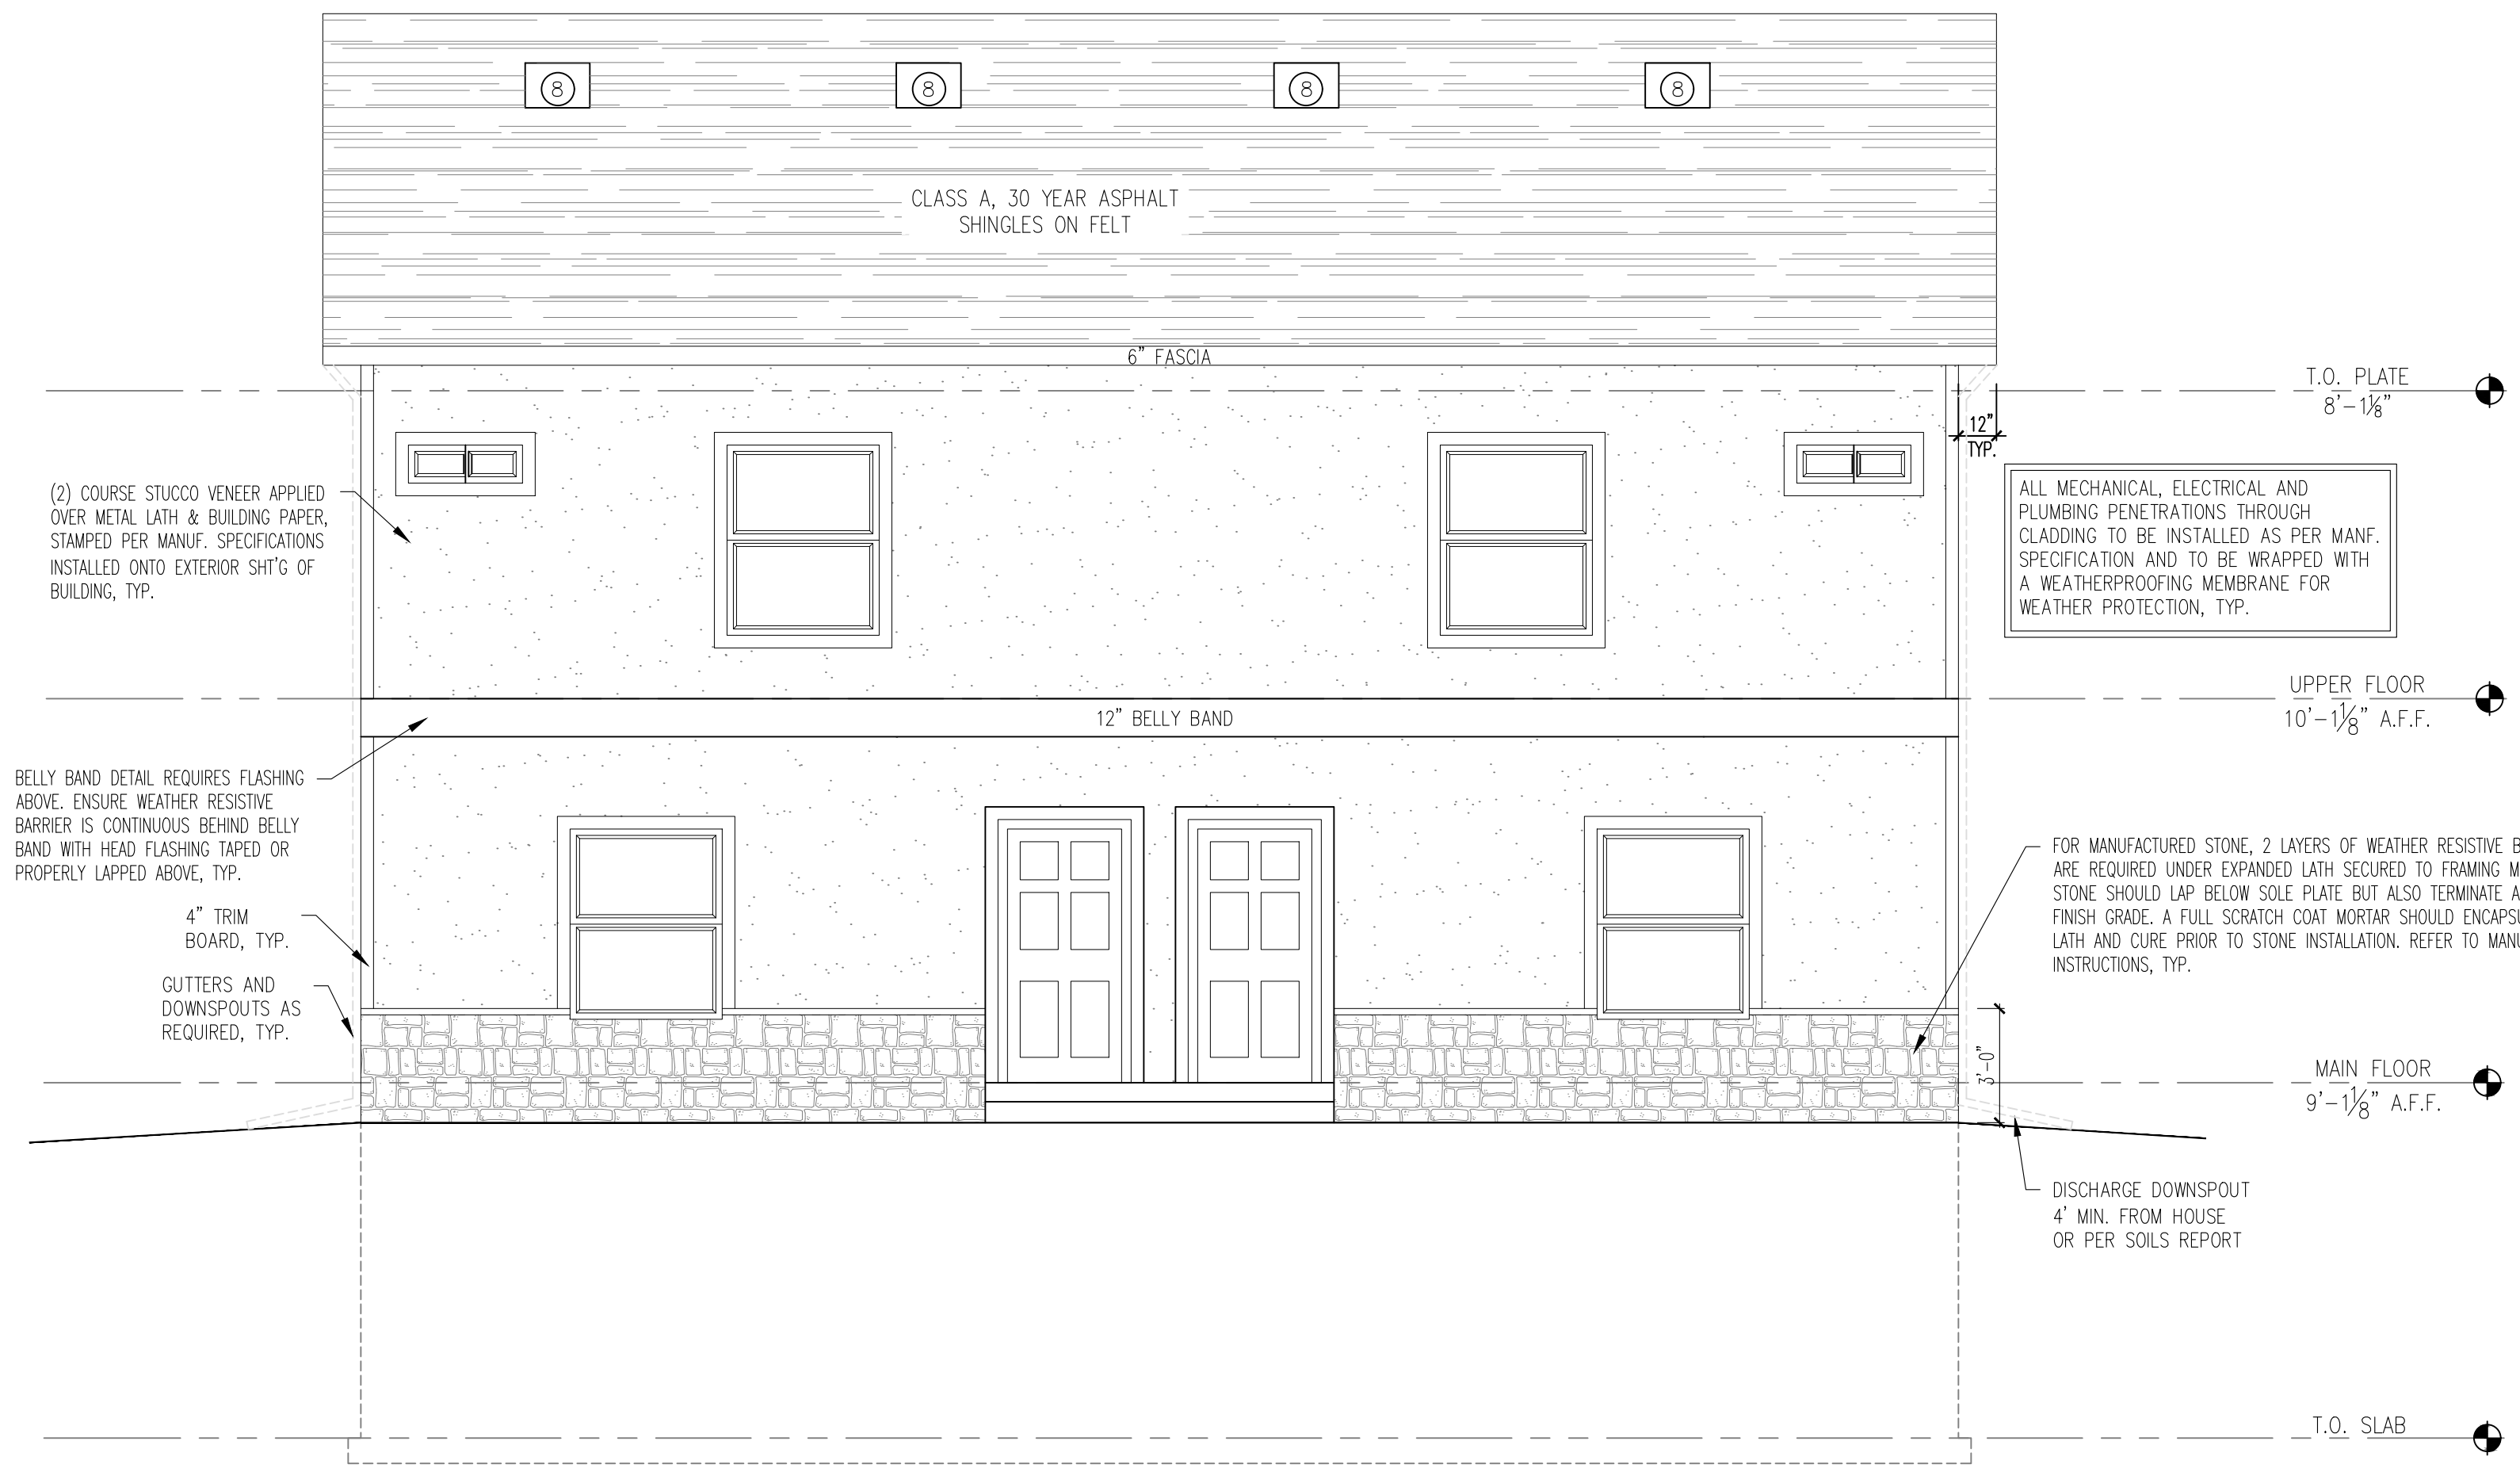 8 8 8 8
CLASS A, 30 YEAR ASPHALT
SHINGLES ON FELT
6" FASCIA
T.O. PLATE
8'-1⅛"
12"
TYP.
(2) COURSE STUCCO VENEER APPLIED
OVER METAL LATH & BUILDING PAPER,
STAMPED PER MANUF. SPECIFICATIONS
INSTALLED ONTO EXTERIOR SHT'G OF
BUILDING, TYP.
ALL MECHANICAL, ELECTRICAL AND
PLUMBING PENETRATIONS THROUGH
CLADDING TO BE INSTALLED AS PER MANF.
SPECIFICATION AND TO BE WRAPPED WITH
A WEATHERPROOFING MEMBRANE FOR
WEATHER PROTECTION, TYP.
UPPER FLOOR
10'-1⅛" A.F.F.
12" BELLY BAND
BELLY BAND DETAIL REQUIRES FLASHING
ABOVE. ENSURE WEATHER RESISTIVE
BARRIER IS CONTINUOUS BEHIND BELLY
BAND WITH HEAD FLASHING TAPED OR
PROPERLY LAPPED ABOVE, TYP.
4" TRIM
BOARD, TYP.
GUTTERS AND
DOWNSPOUTS AS
REQUIRED, TYP.
FOR MANUFACTURED STONE, 2 LAYERS OF WEATHER RESISTIVE
ARE REQUIRED UNDER EXPANDED LATH SECURED TO FRAMING
STONE SHOULD LAP BELOW SOLE PLATE BUT ALSO TERMINATE
FINISH GRADE. A FULL SCRATCH COAT MORTAR SHOULD
LATH AND CURE PRIOR TO STONE INSTALLATION. REFER TO
INSTRUCTIONS, TYP.
3'-0"
MAIN FLOOR
9'-1⅛" A.F.F.
DISCHARGE DOWNSPOUT
4' MIN. FROM HOUSE
OR PER SOILS REPORT
T.O. SLAB